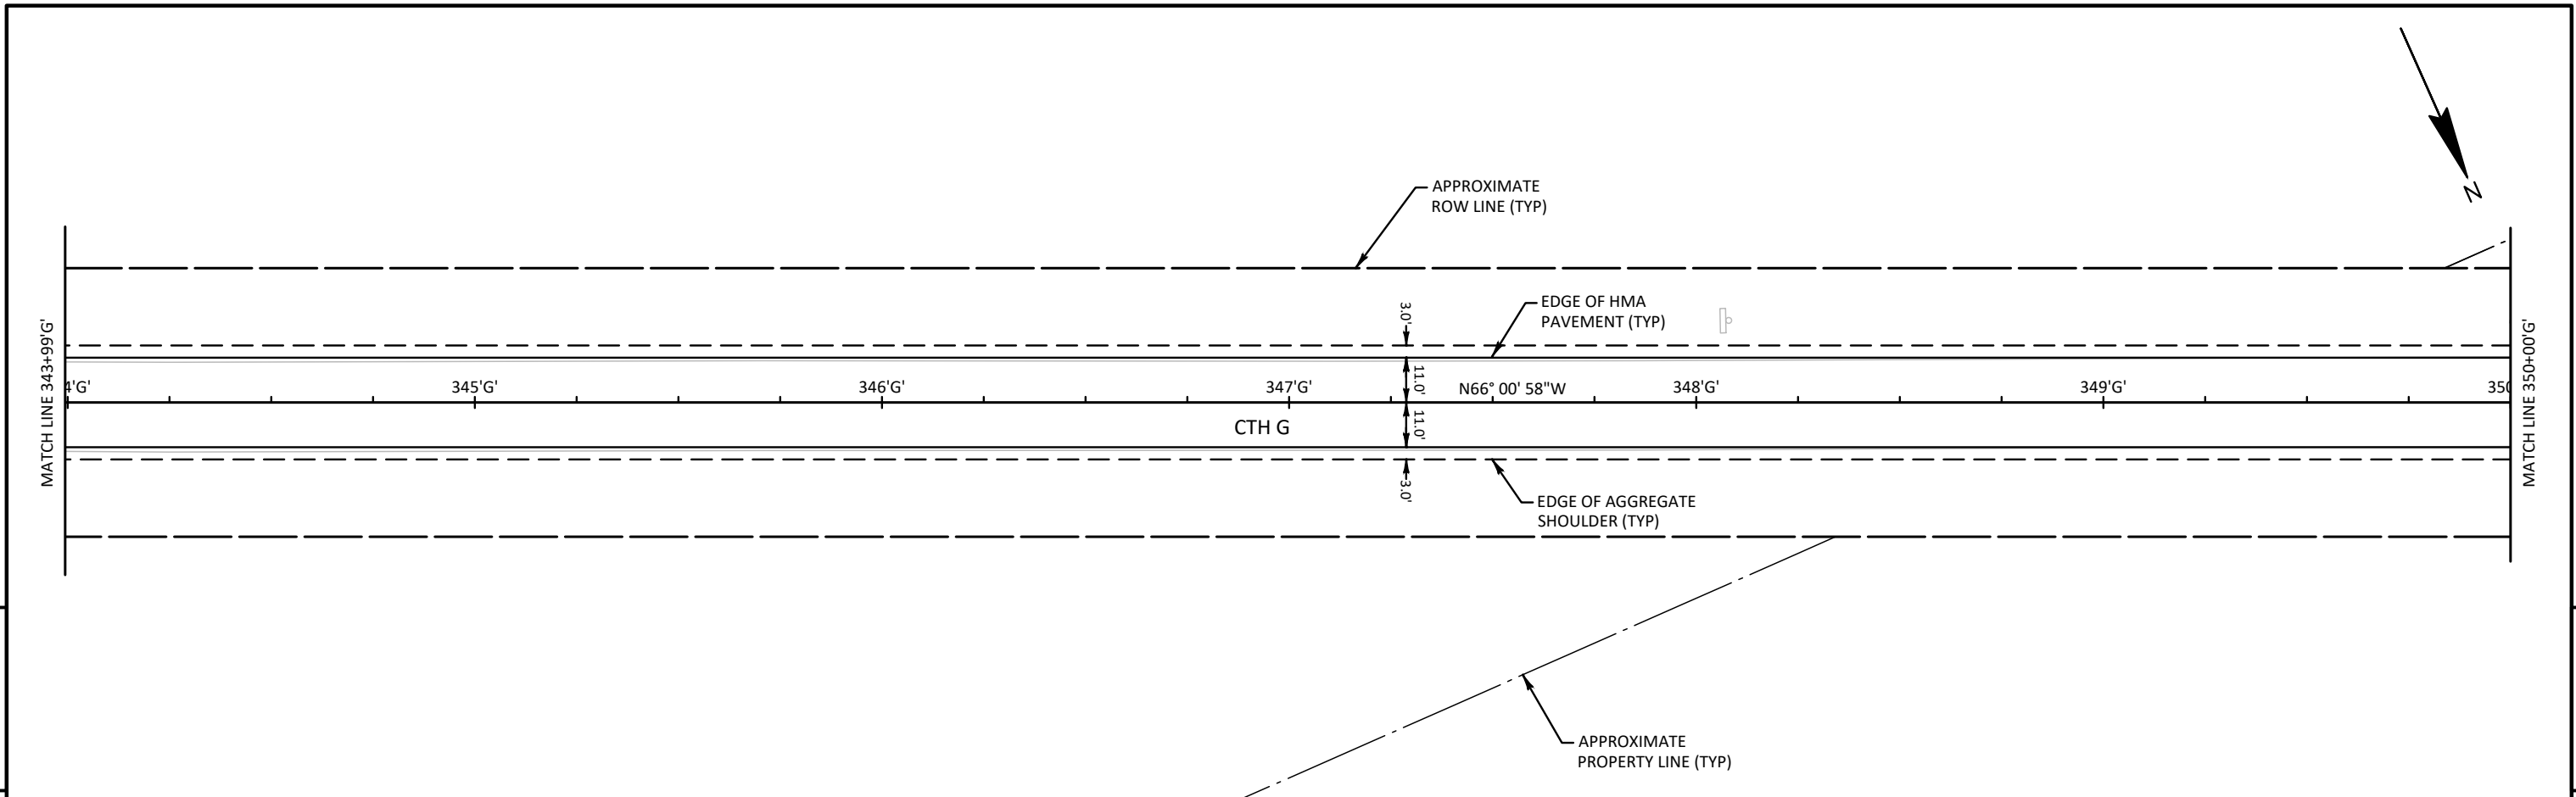 N
APPROXIMATE
ROW LINE (TYP)
3.0'
EDGE OF HMA
PAVEMENT (TYP)
MATCH LINE 343+99'G'
4'G'
345'G'
346'G'
347'G'
11.0'
N66° 00' 58"W
348'G'
349'G'
350
MATCH LINE 350+00'G'
CTH G
11.0'
3.0'
EDGE OF AGGREGATE
SHOULDER (TYP)
APPROXIMATE
PROPERTY LINE (TYP)